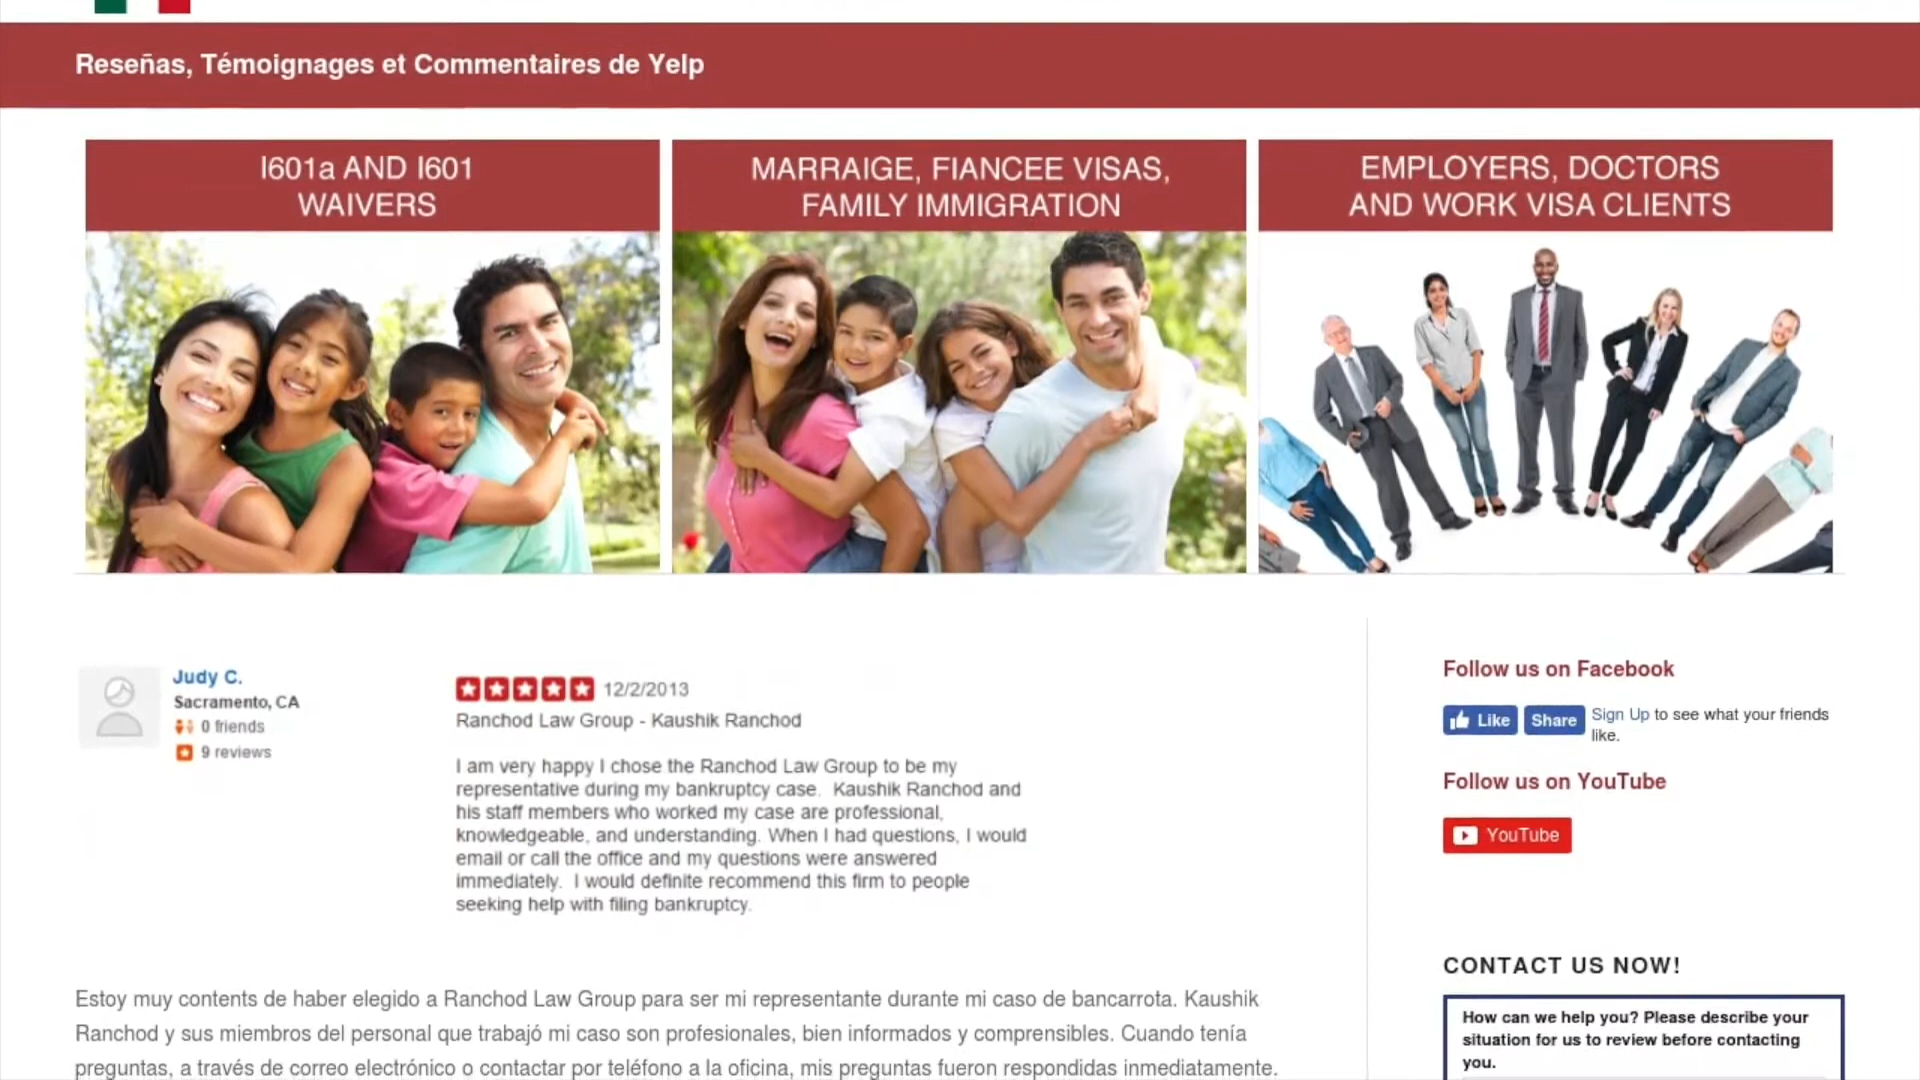 Reseñas, Témoignages et Commentaires de Yelp
I601a AND I601
WAIVERS
MARRAIGE, FIANCEE VISAS,
FAMILY IMMIGRATION
EMPLOYERS, DOCTORS
AND WORK VISA CLIENTS
Judy C.
Sacramento, CA
0 friends
9 reviews
12/2/2013
Ranchod Law Group - Kaushik Ranchod
I am very happy I chose the Ranchod Law Group to be my
representative during my bankruptcy case. Kaushik Ranchod and
his staff members who worked my case are professional,
knowledgeable, and understanding. When I had questions, I would
email or call the office and my questions were answered
immediately. I would definite recommend this firm to people
seeking help with filing bankruptcy.
Estoy muy contents de haber elegido a Ranchod Law Group para ser mi representante durante mi caso de bancarrota. Kaushik
Ranchod y sus miembros del personal que trabajó mi caso son profesionales, bien informados y comprensibles. Cuando tenía
preguntas, a través de correo electrónico o contactar por teléfono a la oficina, mis preguntas fueron respondidas inmediatamente.
Follow us on Facebook
Like
Share
Sign Up to see what your friends
like.
Follow us on YouTube
YouTube
CONTACT US NOW!
How can we help you? Please describe your
situation for us to review before contacting
you.